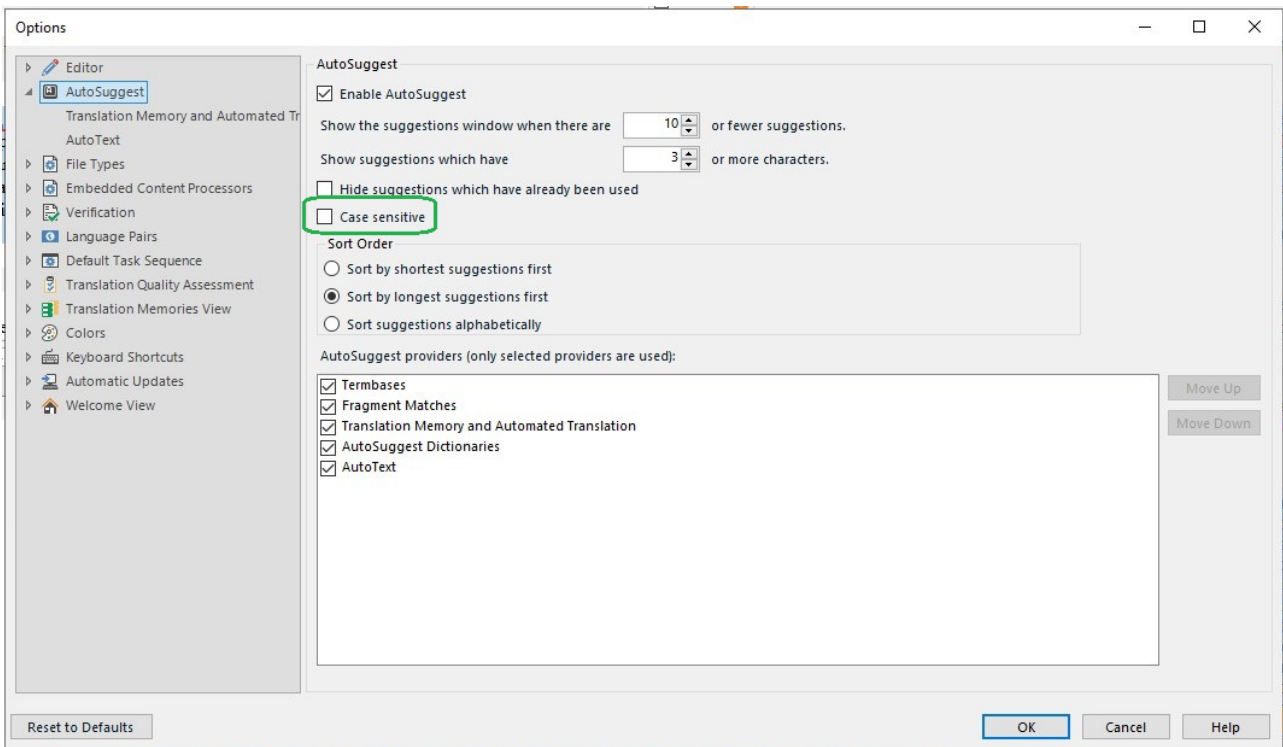 Options
Editor
AutoSuggest
Translation Memory and Automated Tr
AutoText
File Types
Embedded Content Processors
Verification
Language Pairs
Default Task Sequence
Translation Quality Assessment
Translation Memories View
Colors
Keyboard Shortcuts
Automatic Updates
Welcome View
AutoSuggest
Enable AutoSuggest
Show the suggestions window when there are 10 or fewer suggestions.
Show suggestions which have 3 or more characters.
Hide suggestions which have already been used
Case sensitive
Sort Order
Sort by shortest suggestions first
Sort by longest suggestions first
Sort suggestions alphabetically
AutoSuggest providers (only selected providers are used):
Termbases
Fragment Matches
Translation Memory and Automated Translation
AutoSuggest Dictionaries
AutoText
Move Up
Move Down
Reset to Defaults
OK
Cancel
Help